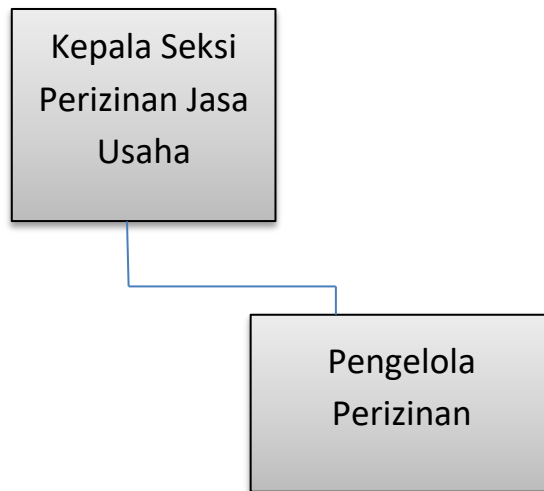 Kepala Seksi
Perizinan Jasa
Usaha
Pengelola
Perizinan